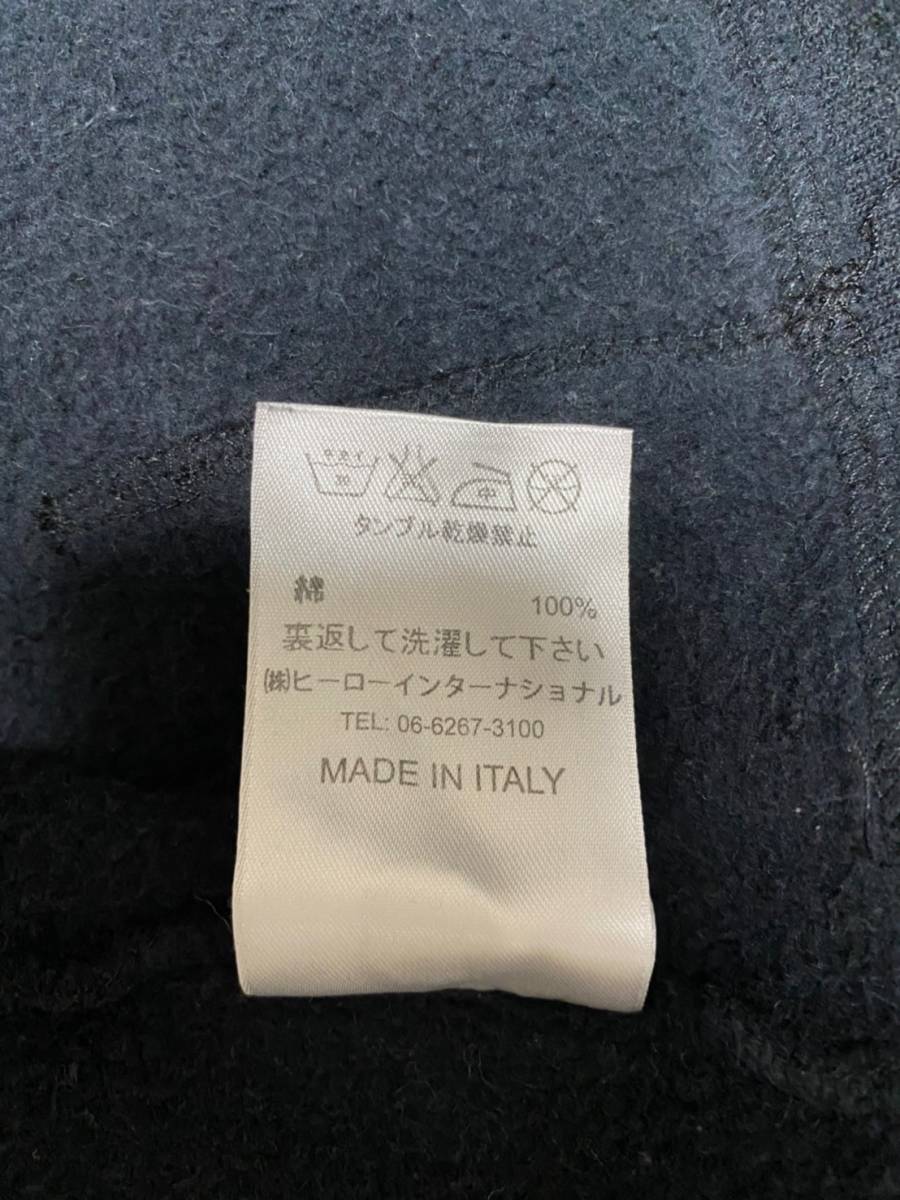 中
タンブル乾燥禁止
綿 100%
裏返して洗濯して下さい
㈱ヒーローインターナショナル
TEL: 06-6267-3100
MADE IN ITALY